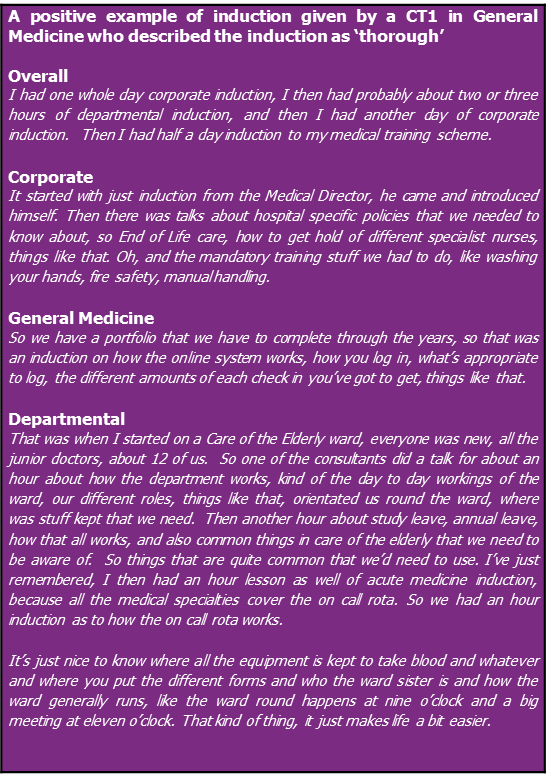 A positive example of induction given by a CT1 in General
Medicine who described the induction as ‘thorough’
Overall
I had one whole day corporate induction, I then had probably about two or three
hours of departmental induction, and then I had another day of corporate
induction. Then I had half a day induction to my medical training scheme.
Corporate
It started with just induction from the Medical Director, he came and introduced
himself. Then there was talks about hospital specific policies that we needed to
know about, so End of Life care, how to get hold of different specialist nurses,
things like that. Oh, and the mandatory training stuff we had to do, like washing
your hands, fire safety, manual handling.
General Medicine
So we have a portfolio that we have to complete through the years, so that was
an induction on how the online system works, how you log in, what’s appropriate
to log, the different amounts of each check in you’ve got to get, things like that.
Departmental
That was when I started on a Care of the Elderly ward, everyone was new, all the
junior doctors, about 12 of us. So one of the consultants did a talk for about an
hour about how the department works, kind of the day to day workings of the
ward, our different roles, things like that, orientated us round the ward, where
was stuff kept that we need. Then another hour about study leave, annual leave,
how that all works, and also common things in care of the elderly that we need to
be aware of. So things that are quite common that we’d need to use. I’ve just
remembered, I then had an hour lesson as well of acute medicine induction,
because all the medical specialties cover the on call rota. So we had an hour
induction as to how the on call rota works.
It’s just nice to know where all the equipment is kept to take blood and whatever
and where you put the different forms and who the ward sister is and how the
ward generally runs, like the ward round happens at nine o’clock and a big
meeting at eleven o’clock. That kind of thing, it just makes life a bit easier.